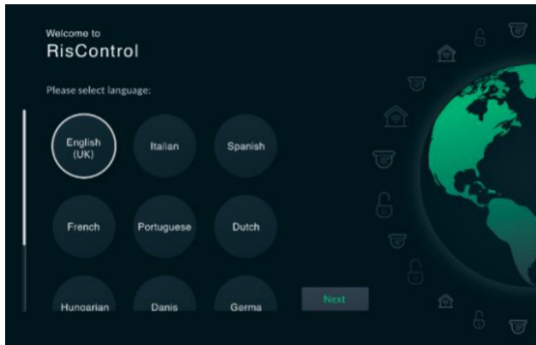 Welcome to
RisControl
Please select language:
English
(UK)
Italian
Spanish
French
Portuguese
Dutch
Hungarian
Danis
Germa
Next